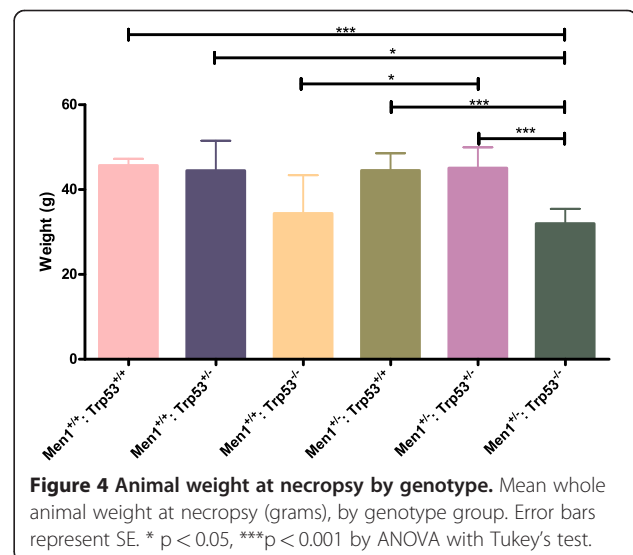 ***
*
*
***
***
60
40
20
0
Weight (g)
Men1+/+: Trp53+/+
Men1+/+: Trp53+/-
Men1+/+: Trp53-/-
Men1+/-: Trp53+/+
Men1+/-: Trp53+/-
Men1+/-: Trp53-/-
Figure 4 Animal weight at necropsy by genotype. Mean whole
animal weight at necropsy (grams), by genotype group. Error bars
represent SE. * p < 0.05, ***p < 0.001 by ANOVA with Tukey's test.